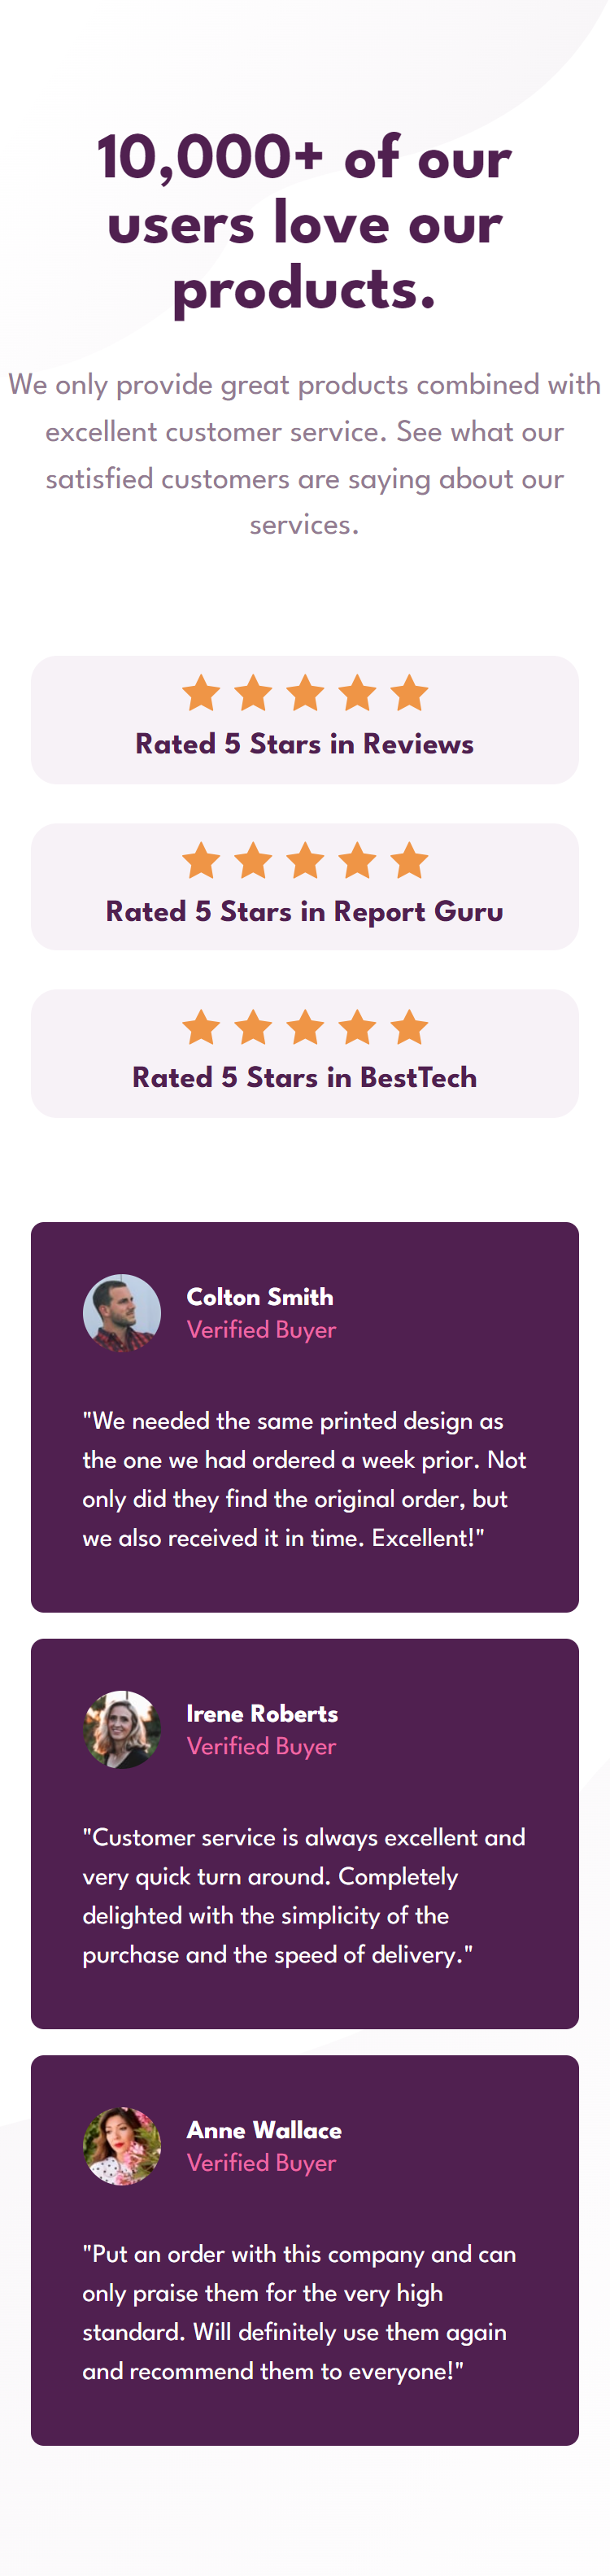 10,000+ of our
users love our
products.
We only provide great products combined with
excellent customer service. See what our
satisfied customers are saying about our
services.
Rated 5 Stars in Reviews
Rated 5 Stars in Report Guru
Rated 5 Stars in BestTech
Colton Smith
Verified Buyer
"We needed the same printed design as
the one we had ordered a week prior. Not
only did they find the original order, but
we also received it in time. Excellent!"
Irene Roberts
Verified Buyer
"Customer service is always excellent and
very quick turn around. Completely
delighted with the simplicity of the
purchase and the speed of delivery."
Anne Wallace
Verified Buyer
"Put an order with this company and can
only praise them for the very high
standard. Will definitely use them again
and recommend them to everyone!"